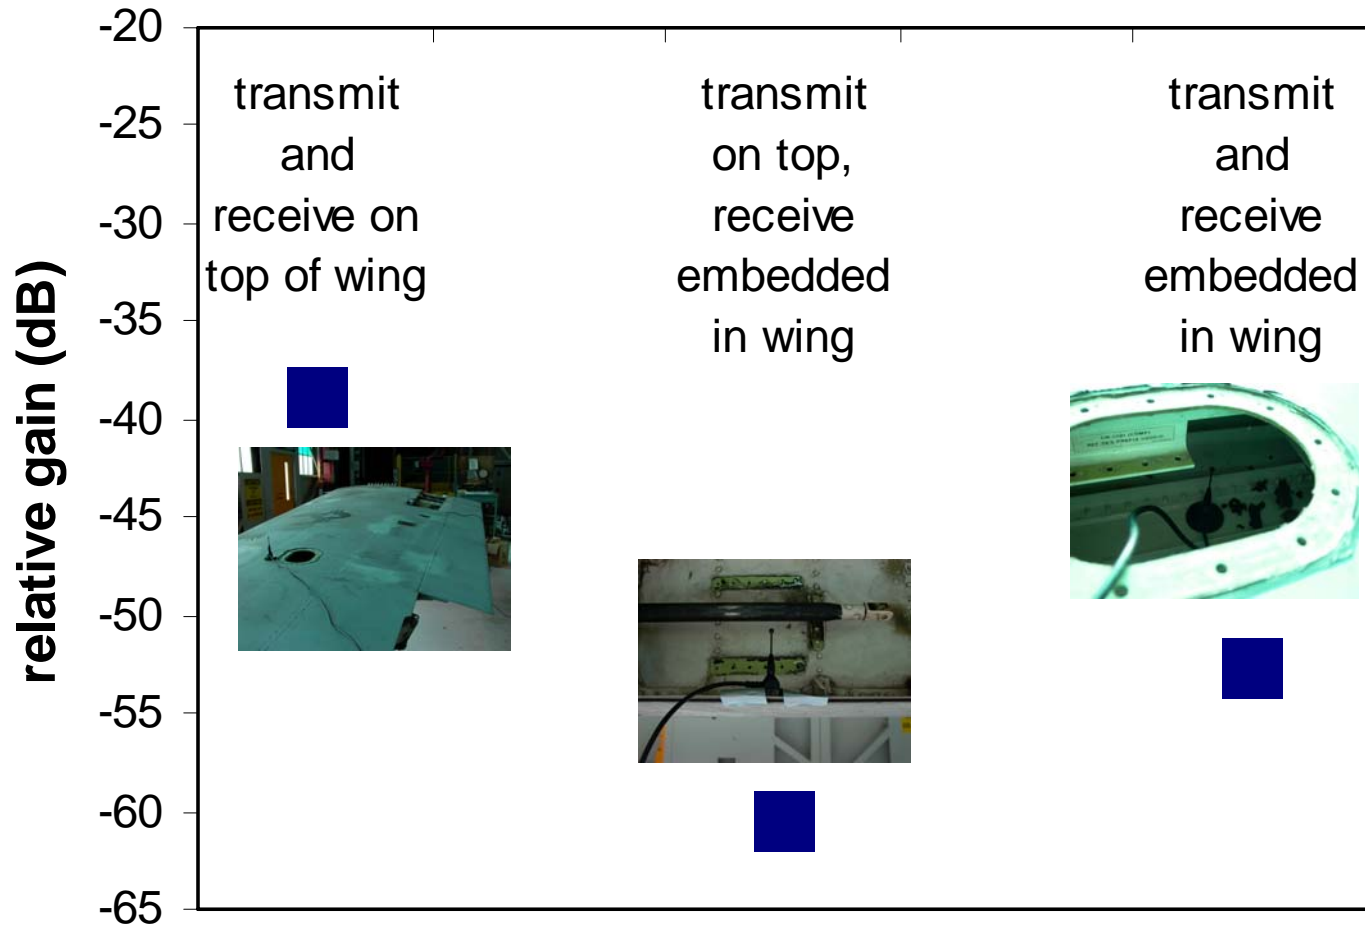 -20
-25
-30
-35
-40
-45
-50
-55
-60
-65
relative gain (dB)
transmit
and
receive on
top of wing
transmit
on top,
receive
embedded
in wing
transmit
and
receive
embedded
in wing